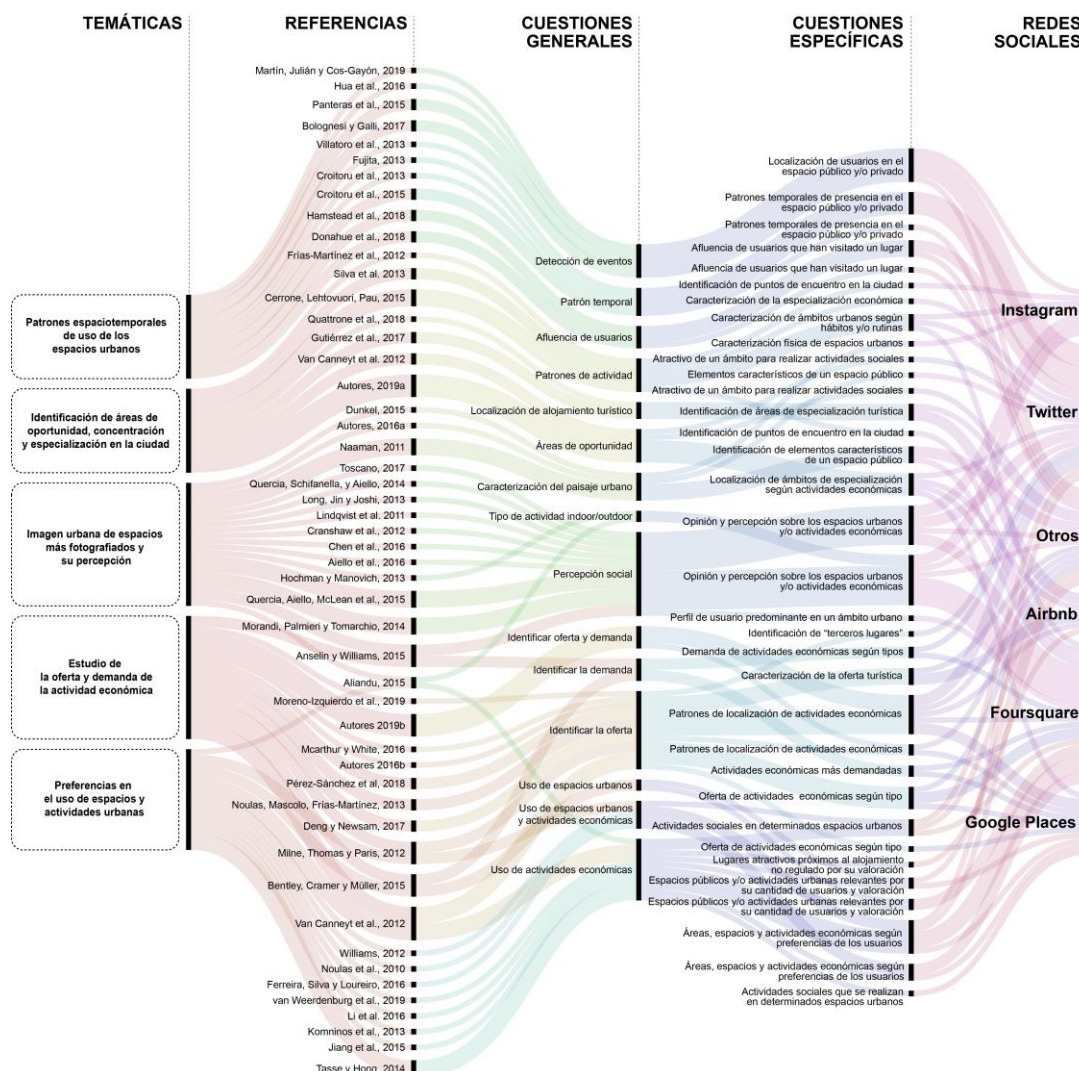 TEMÁTICAS
REFERENCIAS
CUESTIONES
GENERALES
CUESTIONES
ESPECÍFICAS
REDES
SOCIALES
Patrones espaciotemporales
de uso de los
espacios urbanos
Identificación de áreas de
oportunidad, concentración
y especialización en la ciudad
Imagen urbana de espacios
más fotografiados y
su percepción
Estudio de
la oferta y demanda de
la actividad económica
Preferencias en
el uso de espacios y
actividades urbanas
Martín, Julián y Cos-Gayón, 2019
Hua et al., 2016
Panteras et al., 2015
Bolognesi y Galli, 2017
Villatoro et al., 2013
Fujita, 2013
Croitoru et al., 2013
Croitoru et al., 2015
Hamstead et al., 2018
Donahue et al., 2018
Frías-Martínez et al., 2012
Silva et al. 2013
Cerrone, Lehtovuori, Pau, 2015
Quattrone et al., 2018
Gutiérrez et al., 2017
Van Canneyt et al. 2012
Autores, 2019a
Dunkel, 2015
Autores, 2016a
Naaman, 2011
Toscano, 2017
Quercia, Schifanella, y Aiello, 2014
Long, Jin y Joshi, 2013
Lindqvist et al. 2011
Cranshaw et al., 2012
Chen et al., 2016
Aiello et al., 2016
Hochman y Manovich, 2013
Quercia, Aiello, McLean et al., 2015
Morandi, Palmieri y Tomarchio, 2014
Anselin y Williams, 2015
Aliandu, 2015
Moreno-Izquierdo et al., 2019
Autores 2019b
Mcarthur y White, 2016
Autores 2016b
Pérez-Sánchez et al, 2018
Noulas, Mascolo, Frías-Martínez, 2013
Deng y Newsam, 2017
Milne, Thomas y Paris, 2012
Bentley, Cramer y Müller, 2015
Van Canneyt et al., 2012
Williams, 2012
Noulas et al., 2010
Ferreira, Silva y Loureiro, 2016
van Weerdenburg et al., 2019
Li et al. 2016
Komninos et al., 2013
Jiang et al., 2015
Tasse y Hong, 2014
Detección de eventos
Patrón temporal
Afluencia de usuarios
Patrones de actividad
Localización de alojamiento turístico
Áreas de oportunidad
Caracterización del paisaje urbano
Tipo de actividad indoor/outdoor
Percepción social
Identificar oferta y demanda
Identificar la demanda
Identificar la oferta
Uso de espacios urbanos
Uso de espacios urbanos
y actividades económicas
Uso de actividades económicas
Localización de usuarios en el
espacio público y/o privado
Patrones temporales de presencia en el
espacio público y/o privado
Patrones temporales de presencia en el
espacio público y/o privado
Afluencia de usuarios que han visitado un lugar
Afluencia de usuarios que han visitado un lugar
Identificación de puntos de encuentro en la ciudad
Caracterización de la especialización económica
Caracterización de ámbitos urbanos según
hábitos y/o rutinas
Caracterización física de espacios urbanos
Atractivo de un ámbito para realizar actividades sociales
Elementos característicos de un espacio público
Atractivo de un ámbito para realizar actividades sociales
Identificación de áreas de especialización turística
Identificación de puntos de encuentro en la ciudad
Identificación de elementos característicos
de un espacio público
Localización de ámbitos de especialización
según actividades económicas
Opinión y percepción sobre los espacios urbanos
y/o actividades económicas
Opinión y percepción sobre los espacios urbanos
y/o actividades económicas
Perfil de usuario predominante en un ámbito urbano
Identificación de "terceros lugares"
Demanda de actividades económicas según tipos
Caracterización de la oferta turística
Patrones de localización de actividades económicas
Patrones de localización de actividades económicas
Actividades económicas más demandadas
Oferta de actividades económicas según tipo
Actividades sociales en determinados espacios urbanos
Oferta de actividades económicas según tipo
Lugares atractivos próximos al alojamiento
no regulado por su valoración
Espacios públicos y/o actividades urbanas relevantes por
su cantidad de usuarios y valoración
Espacios públicos y/o actividades urbanas relevantes por
su cantidad de usuarios y valoración
Áreas, espacios y actividades económicas según
preferencias de los usuarios
Áreas, espacios y actividades económicas según
preferencias de los usuarios
Actividades sociales que se realizan
en determinados espacios urbanos
Instagram
Twitter
Otros
Airbnb
Foursquare
Google Places